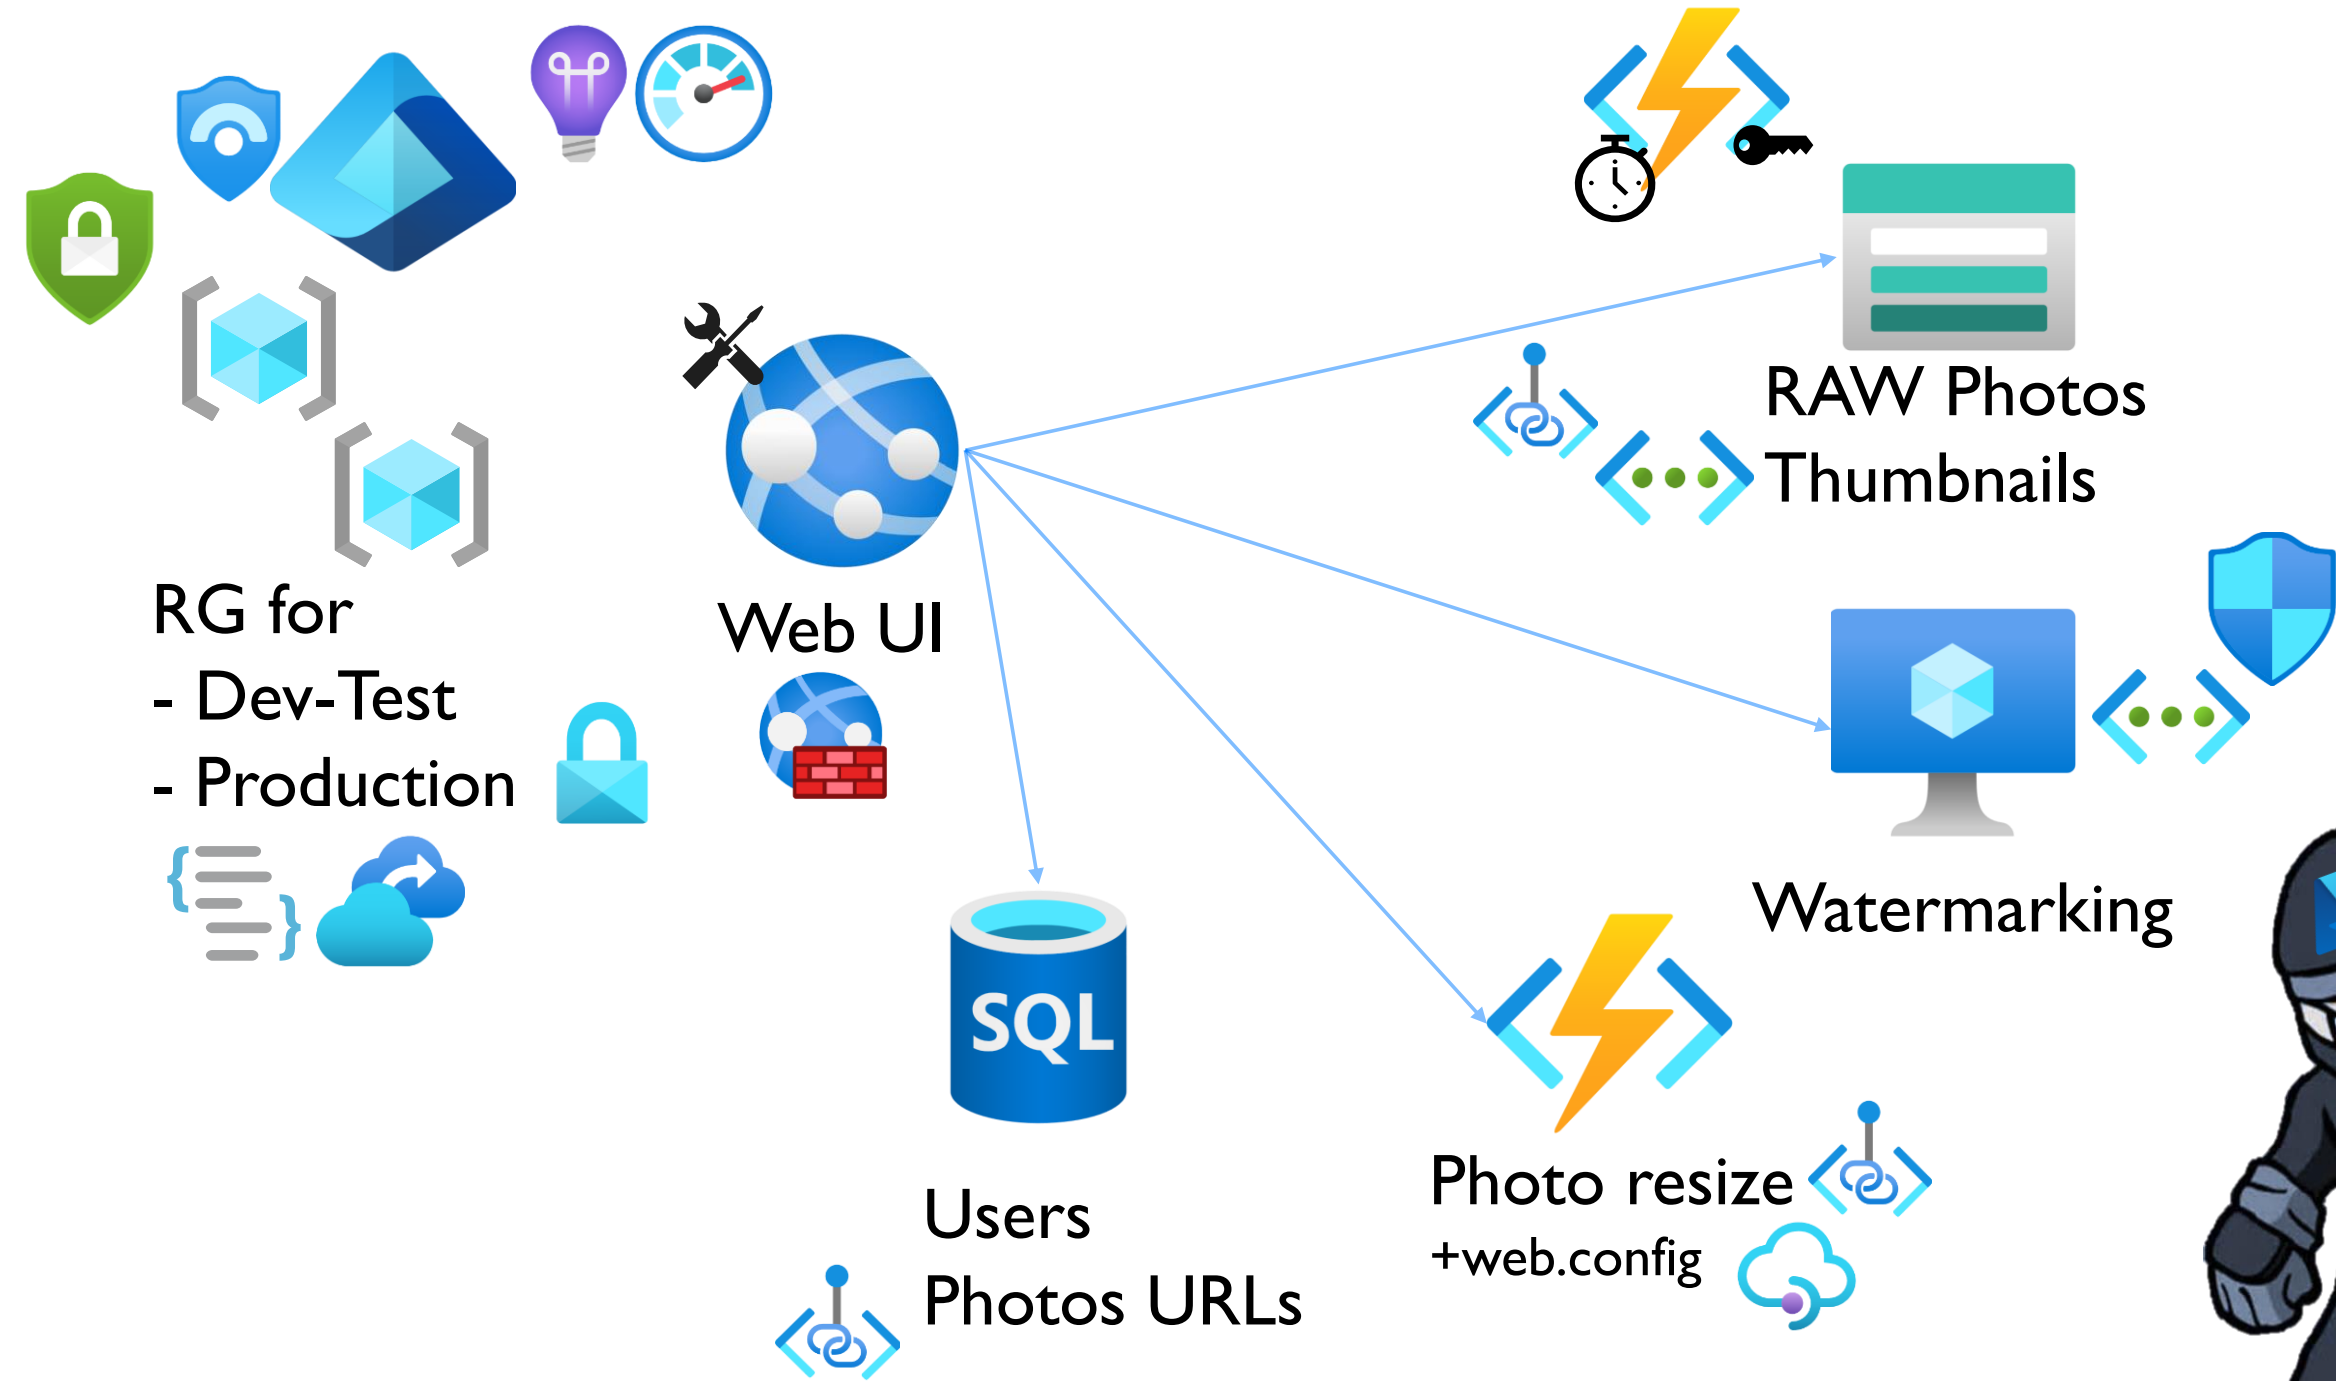 RAW Photos
Thumbnails
RG for
- Dev-Test
- Production
Web UI
Watermarking
SQL
Photo resize
+web.config
Users
Photos URLs